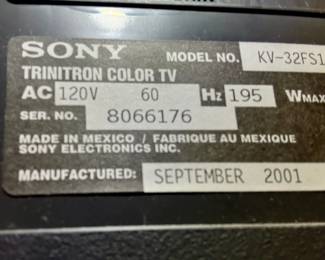 SONY MODEL NO. KV-32FS1
TRINITRON COLOR TV
AC 120V 60 Hz 195 WMAX
SER. NO. 8066176
MADE IN MEXICO / FABRIQUE AU MEXIQUE
SONY ELECTRONICS INC.
MANUFACTURED: SEPTEMBER 2001